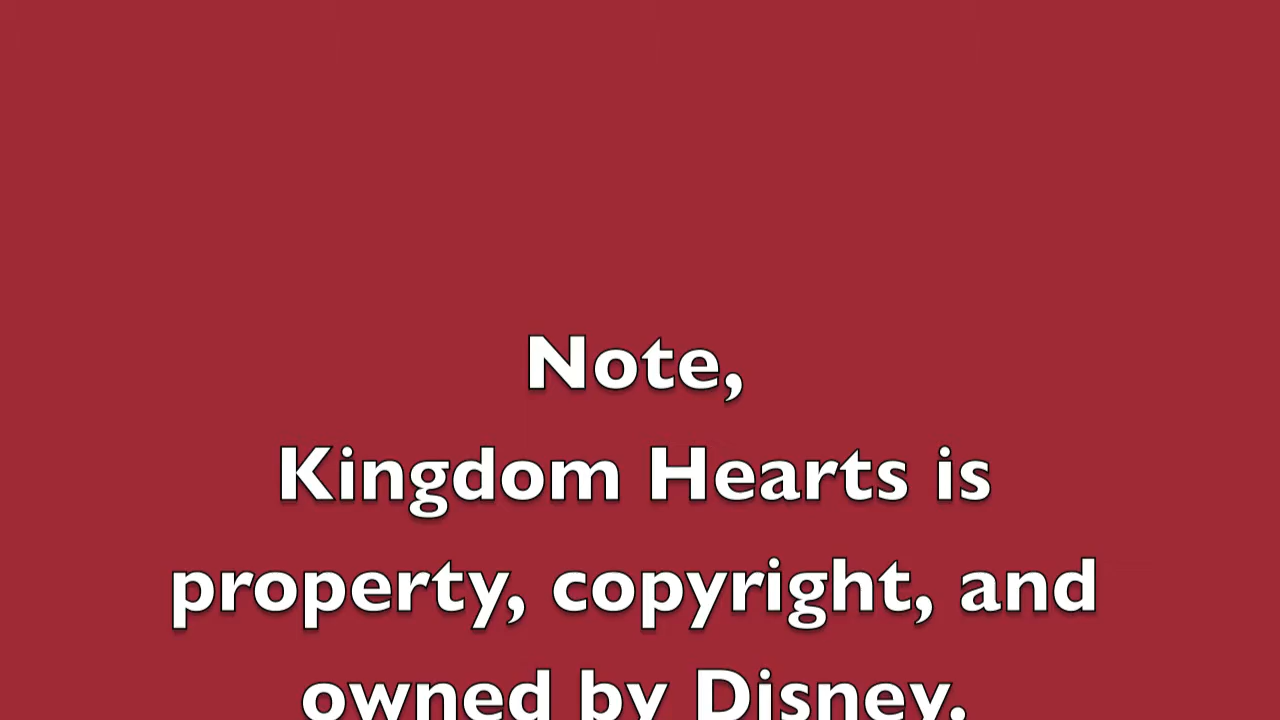 Note,
Kingdom Hearts is
property, copyright, and
owned by Disney.